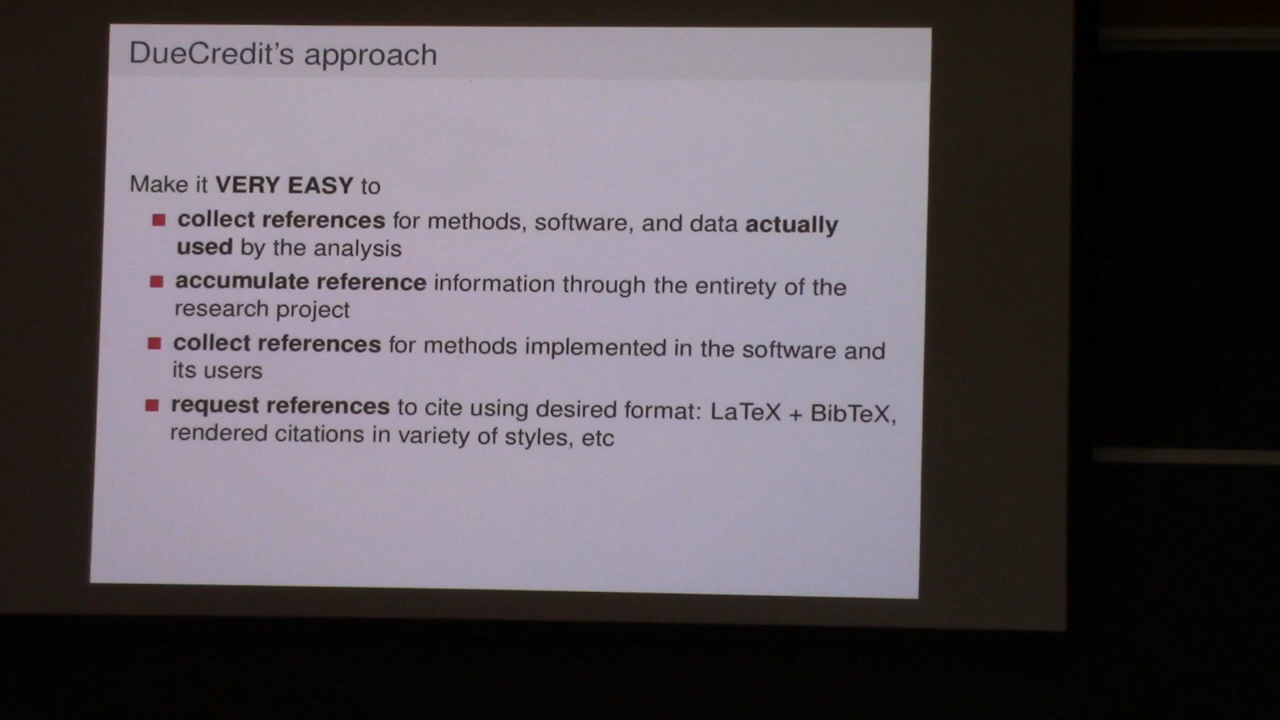 DueCredit's approach
Make it VERY EASY to
collect references for methods, software, and data actually
used by the analysis
accumulate reference information through the entirety of the
research project
collect references for methods implemented in the software and
its users
request references to cite using desired format: LaTeX + BibTeX,
rendered citations in variety of styles, etc